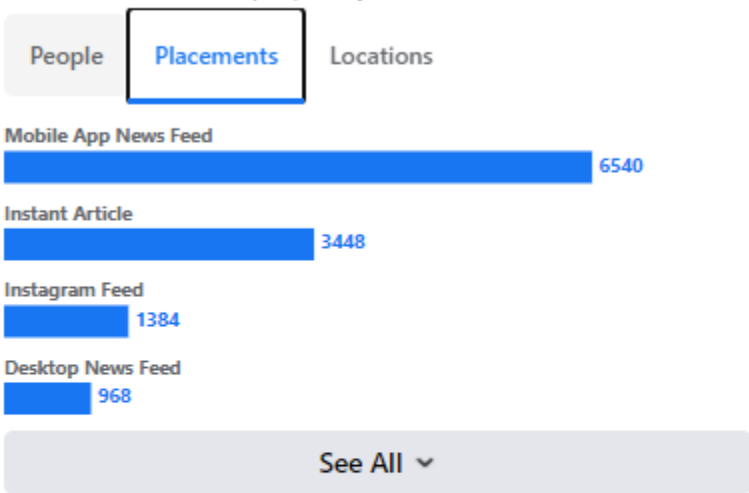 People Placements Locations
Mobile App News Feed
6540
Instant Article
3448
Instagram Feed
1384
Desktop News Feed
968
See All